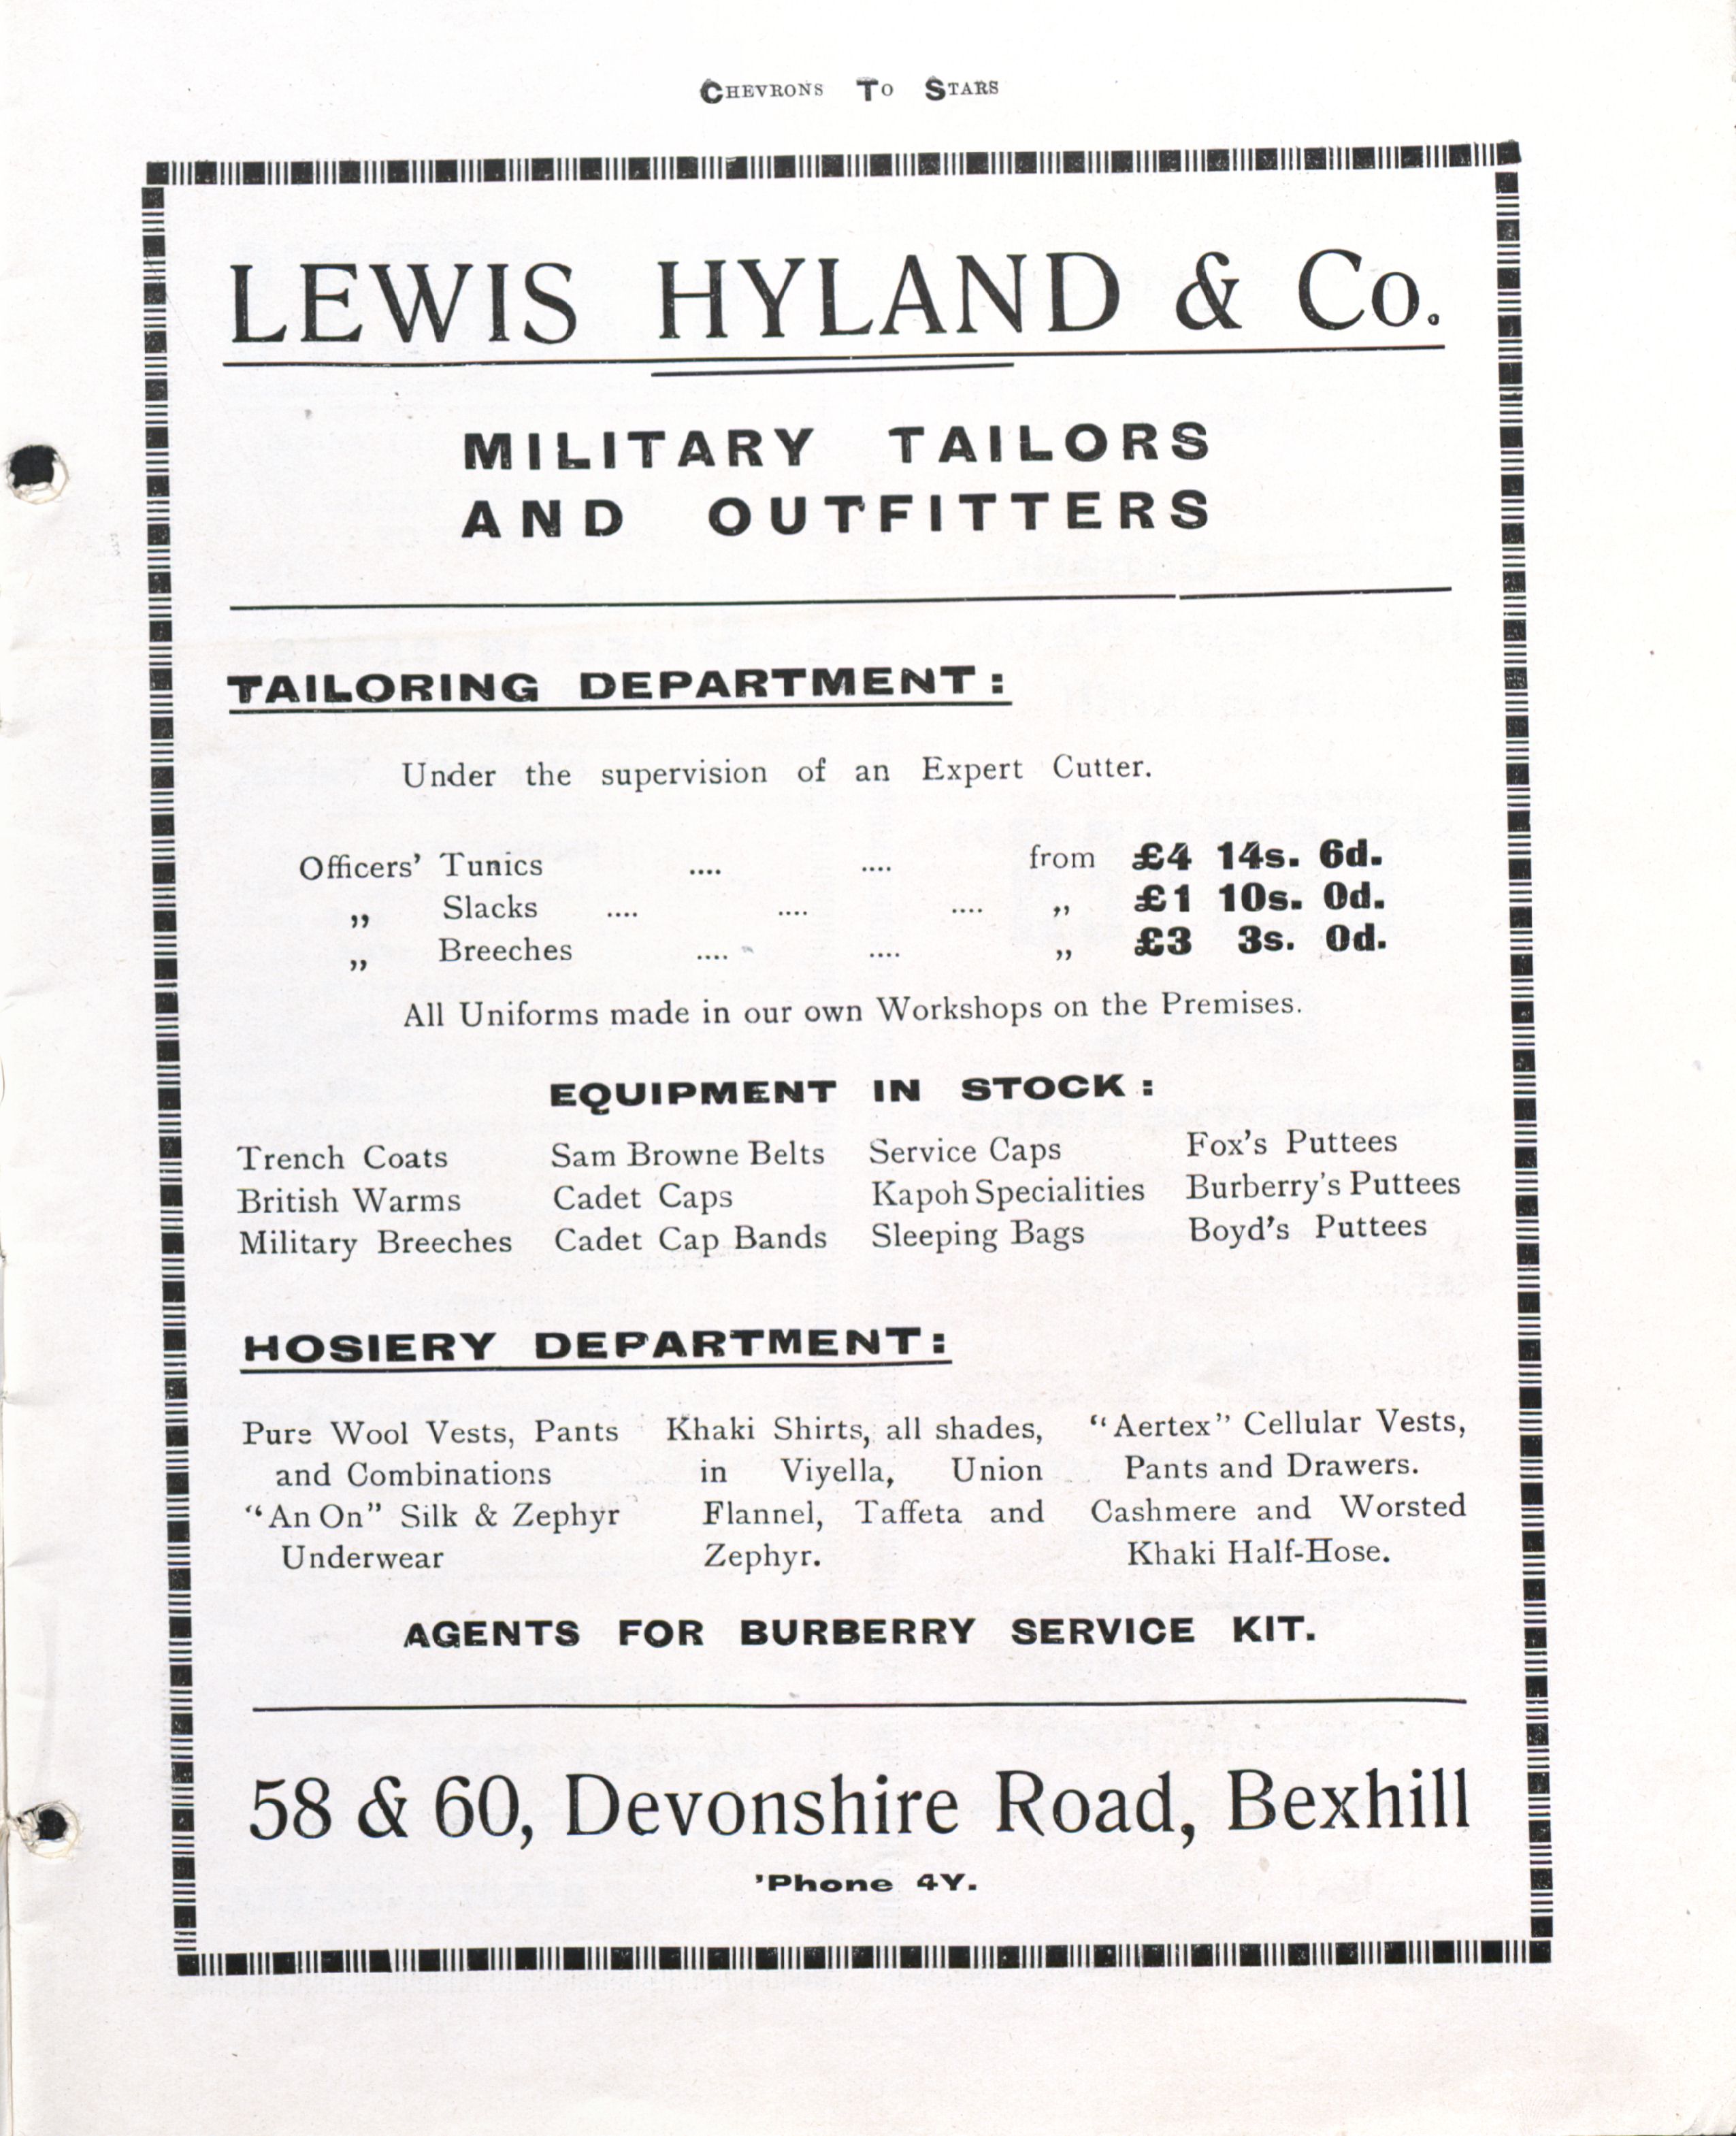 Chevrons To Stars
LEWIS HYLAND & Co.
MILITARY TAILORS
AND OUTFITTERS
TAILORING DEPARTMENT:
Under the supervision of an Expert Cutter.
Officers' Tunics .... .... from £4 14s. 6d.
„ Slacks .... .... .... „ £1 10s. 0d.
„ Breeches .... .... „ £3 3s. 0d.
All Uniforms made in our own Workshops on the Premises.
EQUIPMENT IN STOCK:
Trench Coats
British Warms
Military Breeches
Sam Browne Belts
Cadet Caps
Cadet Cap Bands
Service Caps
Kapoh Specialities
Sleeping Bags
Fox's Puttees
Burberry's Puttees
Boyd's Puttees
HOSIERY DEPARTMENT:
Pure Wool Vests, Pants
and Combinations
"An On" Silk & Zephyr
Underwear
Khaki Shirts, all shades,
in Viyella, Union
Flannel, Taffeta and
Zephyr.
"Aertex" Cellular Vests,
Pants and Drawers.
Cashmere and Worsted
Khaki Half-Hose.
AGENTS FOR BURBERRY SERVICE KIT.
58 & 60, Devonshire Road, Bexhill
'Phone 4Y.